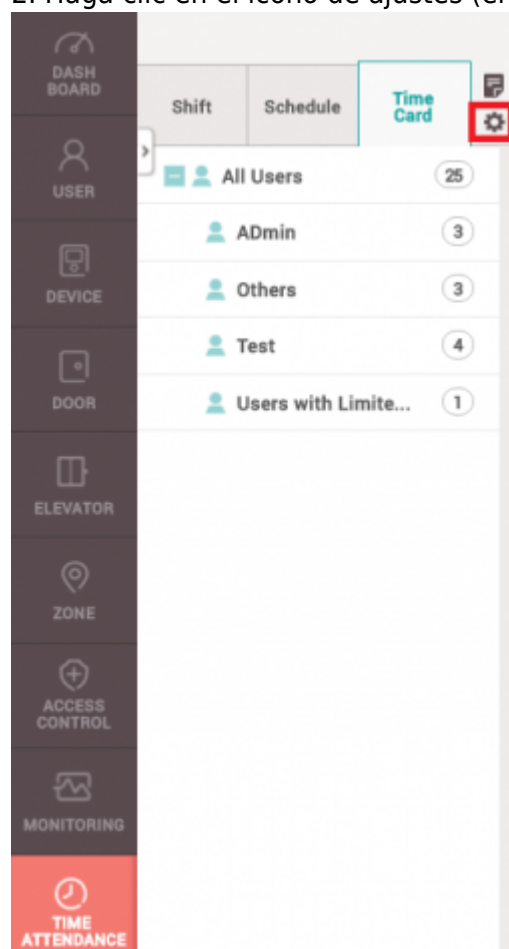 2. Haga clic en el icono de ajustes (el
DASH
BOARD
USER
DEVICE
DOOR
ELEVATOR
ZONE
ACCESS
CONTROL
MONITORING
TIME
ATTENDANCE
Shift
Schedule
Time
Card
All Users 25
ADmin 3
Others 3
Test 4
Users with Limite... 1